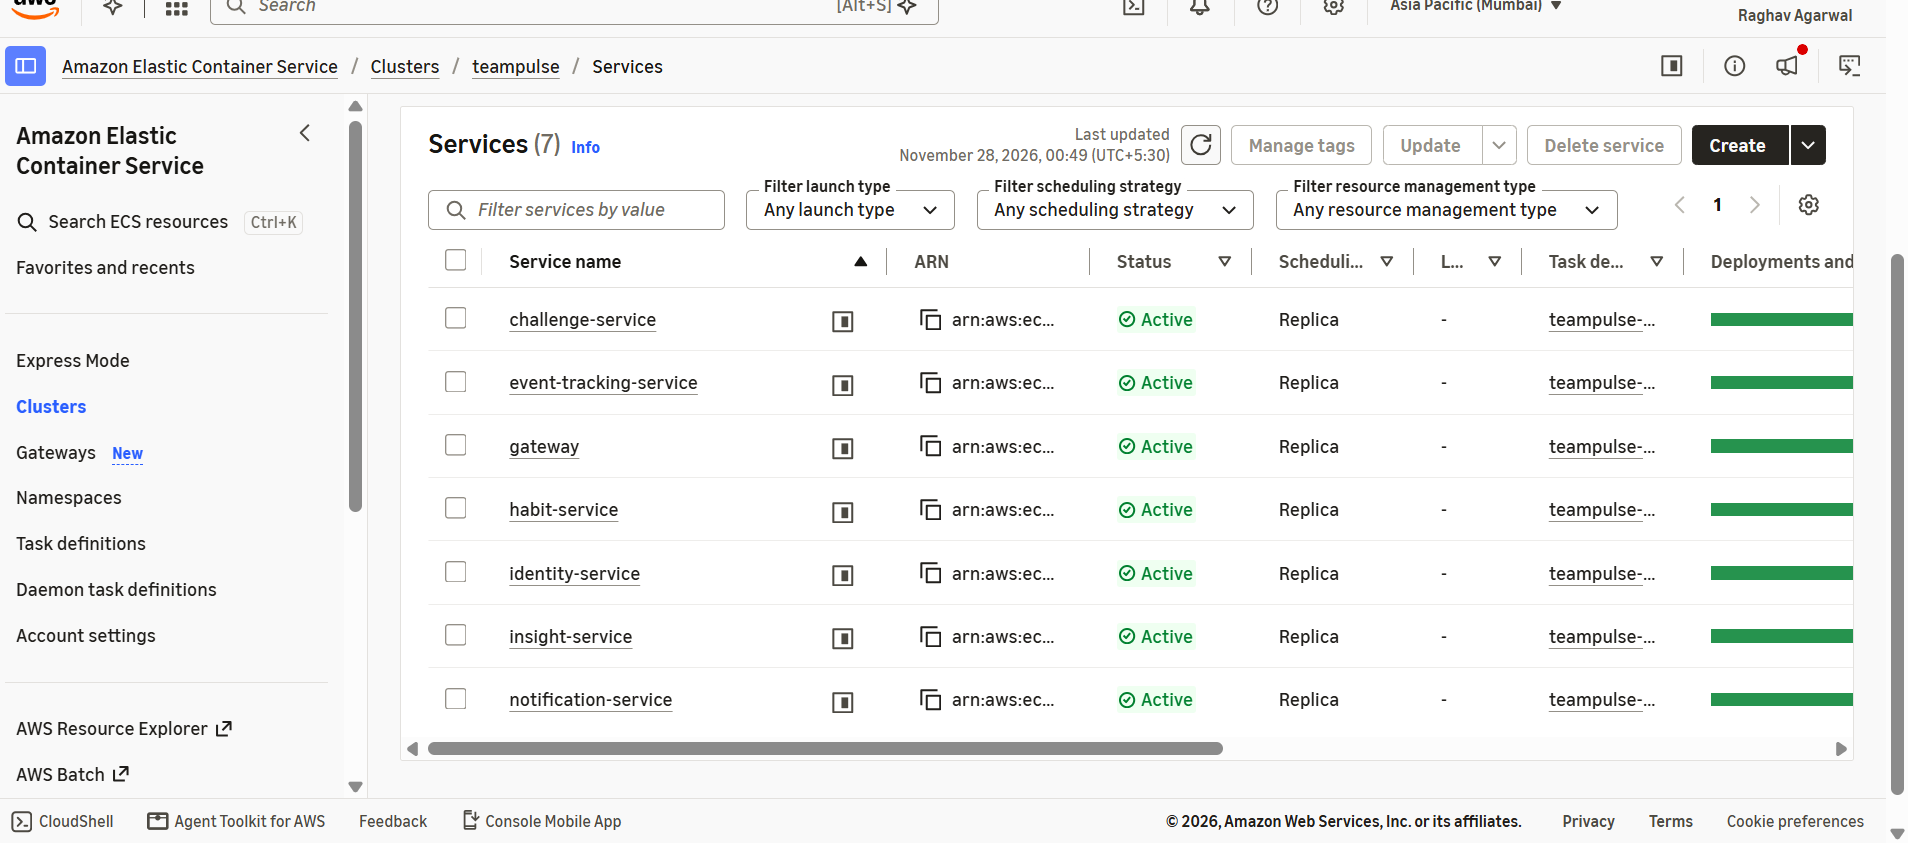 aws
Search
[Alt+S]
Asia Pacific (Mumbai)
Raghav Agarwal
Amazon Elastic Container Service / Clusters / teampulse / Services
Amazon Elastic
Container Service
Search ECS resources Ctrl+K
Favorites and recents
Express Mode
Clusters
Gateways New
Namespaces
Task definitions
Daemon task definitions
Account settings
AWS Resource Explorer
AWS Batch
Services (7) Info
Last updated
November 28, 2026, 00:49 (UTC+5:30)
Manage tags
Update
Delete service
Create
Filter services by value
Filter launch type
Any launch type
Filter scheduling strategy
Any scheduling strategy
Filter resource management type
Any resource management type
1
Service name ARN Status Scheduli... L... Task de... Deployments and
challenge-service arn:aws:ec... Active Replica - teampulse-...
event-tracking-service arn:aws:ec... Active Replica - teampulse-...
gateway arn:aws:ec... Active Replica - teampulse-...
habit-service arn:aws:ec... Active Replica - teampulse-...
identity-service arn:aws:ec... Active Replica - teampulse-...
insight-service arn:aws:ec... Active Replica - teampulse-...
notification-service arn:aws:ec... Active Replica - teampulse-...
CloudShell Agent Toolkit for AWS Feedback Console Mobile App © 2026, Amazon Web Services, Inc. or its affiliates. Privacy Terms Cookie preferences